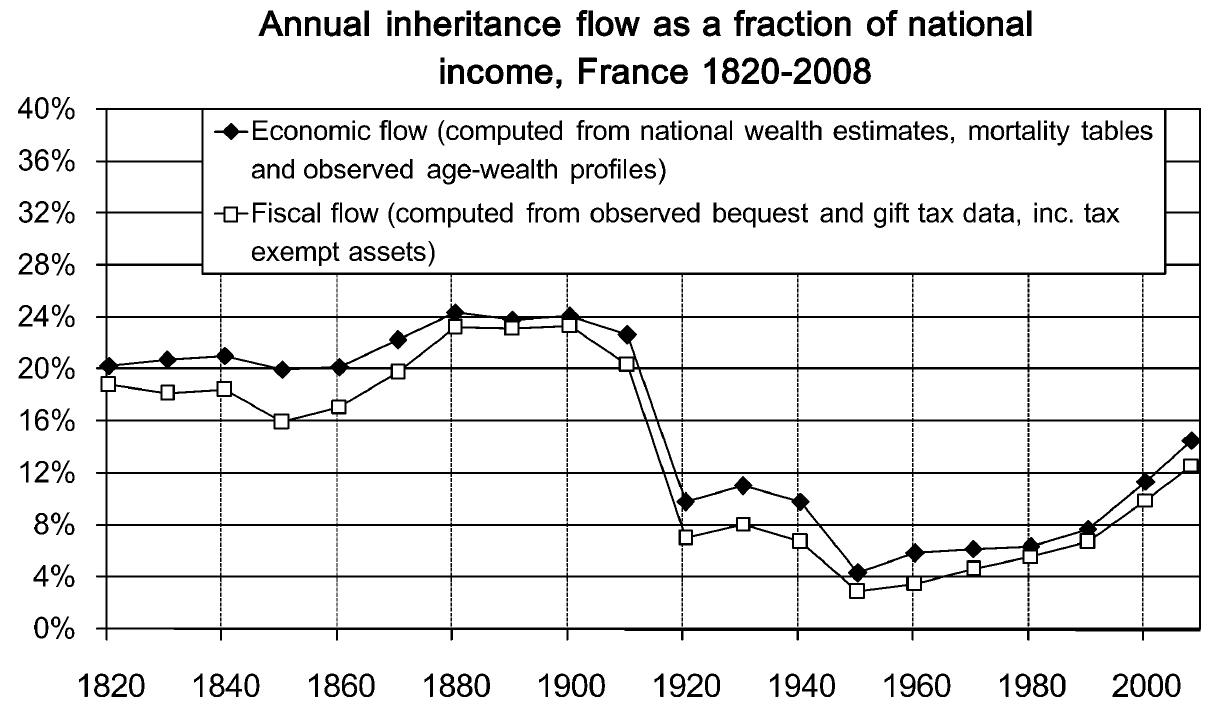 Annual inheritance flow as a fraction of national
income, France 1820-2008
40%
36%
32%
28%
24%
20%
16%
12%
8%
4%
0%
Economic flow (computed from national wealth estimates, mortality tables
and observed age-wealth profiles)
Fiscal flow (computed from observed bequest and gift tax data, inc. tax
exempt assets)
1820 1840 1860 1880 1900 1920 1940 1960 1980 2000